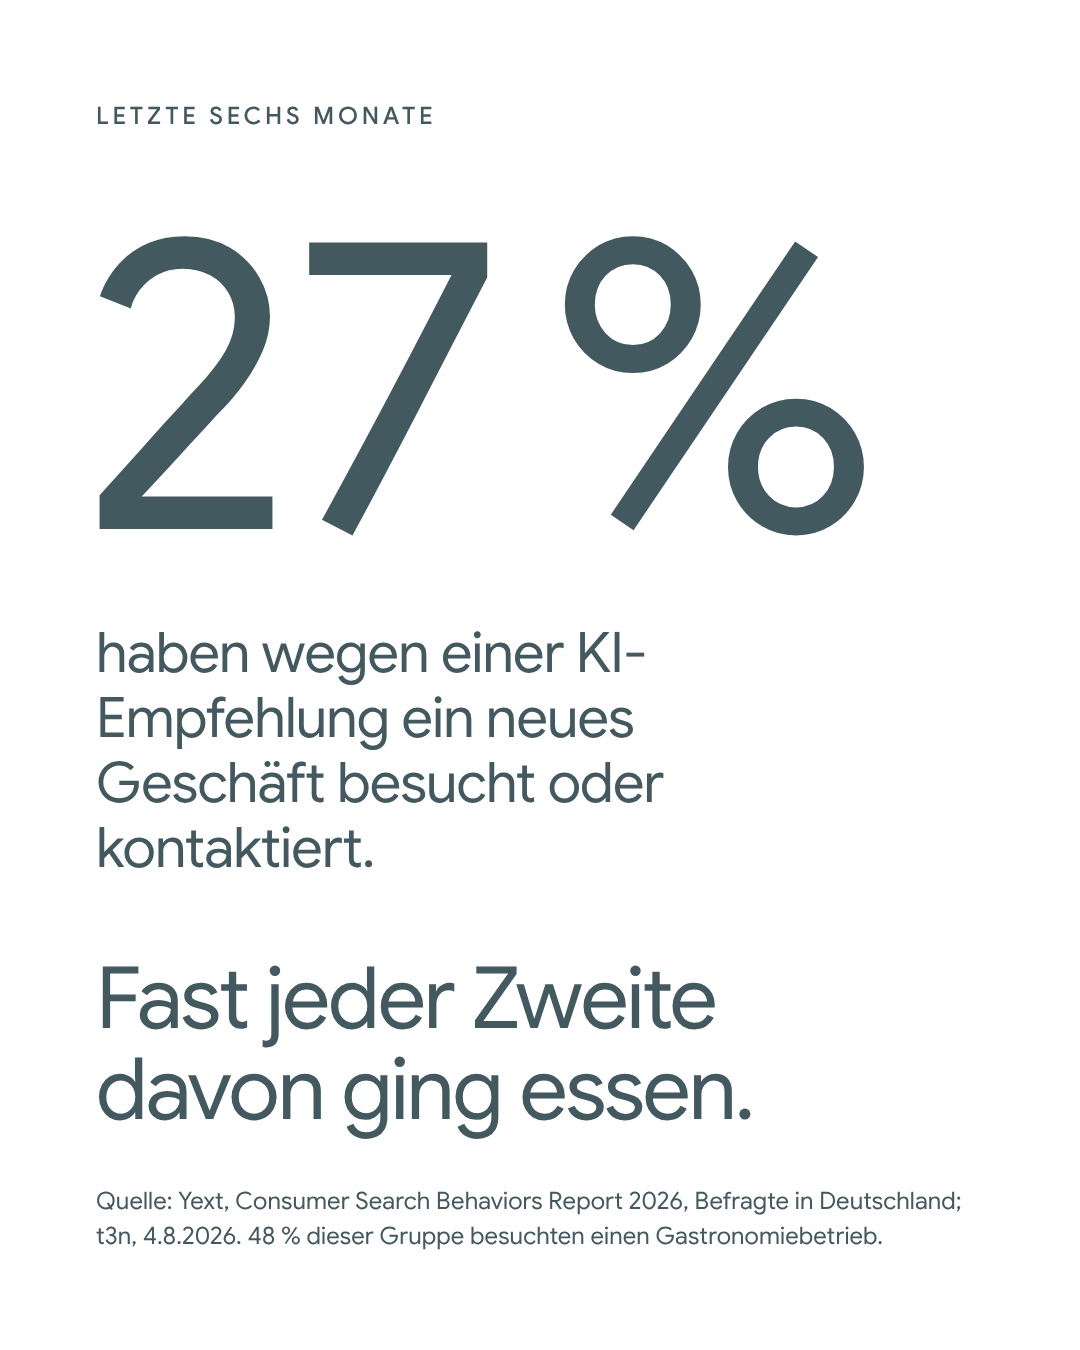 LETZTE SECHS MONATE
27 %
haben wegen einer KI-
Empfehlung ein neues
Geschäft besucht oder
kontaktiert.
Fast jeder Zweite
davon ging essen.
Quelle: Yext, Consumer Search Behaviors Report 2026, Befragte in Deutschland;
t3n, 4.8.2026. 48 % dieser Gruppe besuchten einen Gastronomiebetrieb.